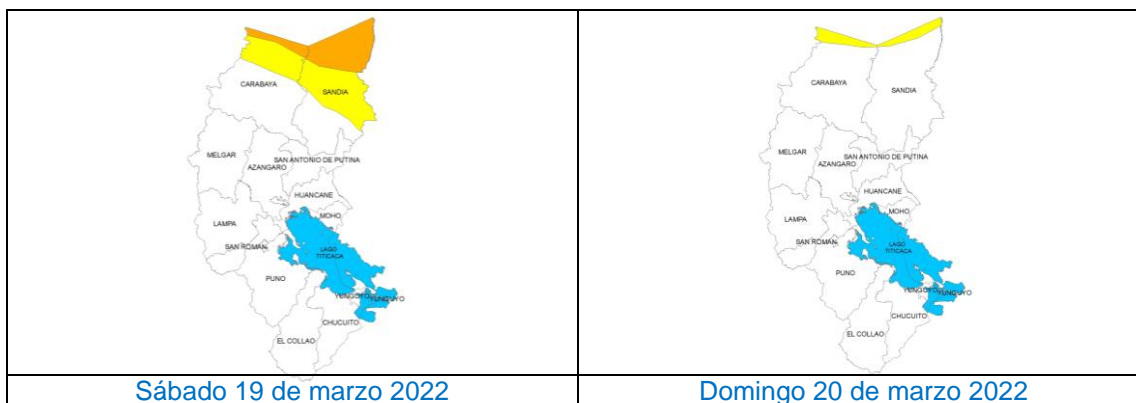 CARABAYA
SANDIA
MELGAR
AZANGARO
SAN ANTONIO DE PUTINA
HUANCANE
MOHO
LAMPA
SAN ROMAN
LAGO
TITICACA
PUNO
YUNGUYO
YUNGUYO
CHUCUITO
EL COLLAO
Sábado 19 de marzo 2022
CARABAYA
SANDIA
MELGAR
AZANGARO
SAN ANTONIO DE PUTINA
HUANCANE
MOHO
LAMPA
SAN ROMAN
LAGO
TITICACA
PUNO
YUNGUYO
YUNGUYO
CHUCUITO
EL COLLAO
Domingo 20 de marzo 2022